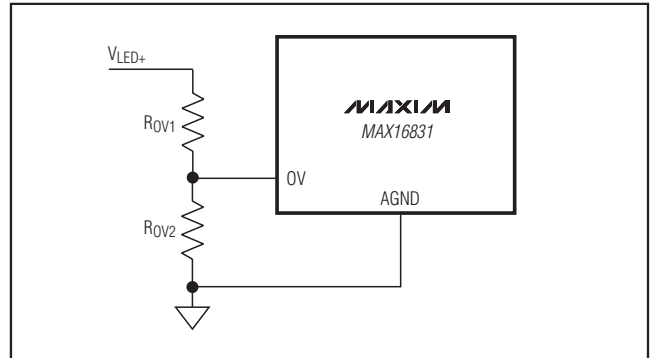 VLED+
MAXIM
MAX16831
ROV1
OV
AGND
ROV2